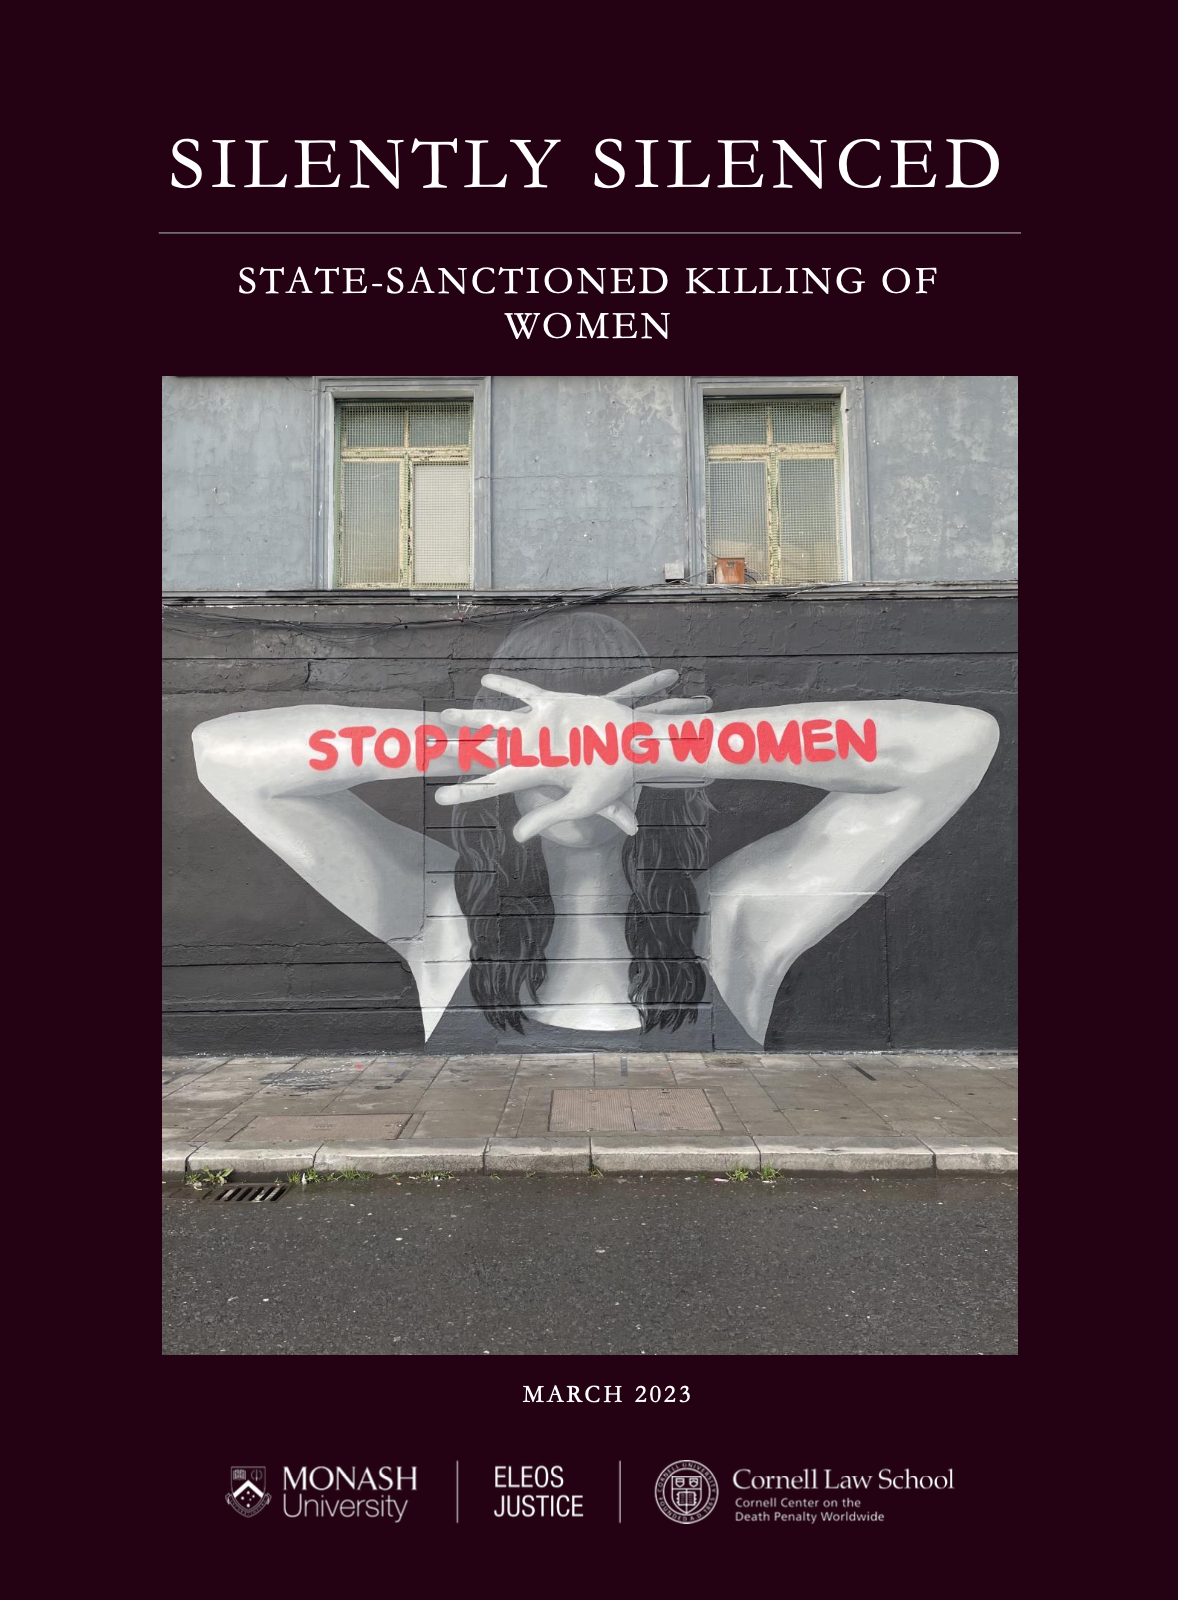 SILENTLY SILENCED
STATE-SANCTIONED KILLING OF
WOMEN
STOP KILLING WOMEN
MARCH 2023
MONASH
University
ELEOS
JUSTICE
Cornell Law School
Cornell Center on the
Death Penalty Worldwide